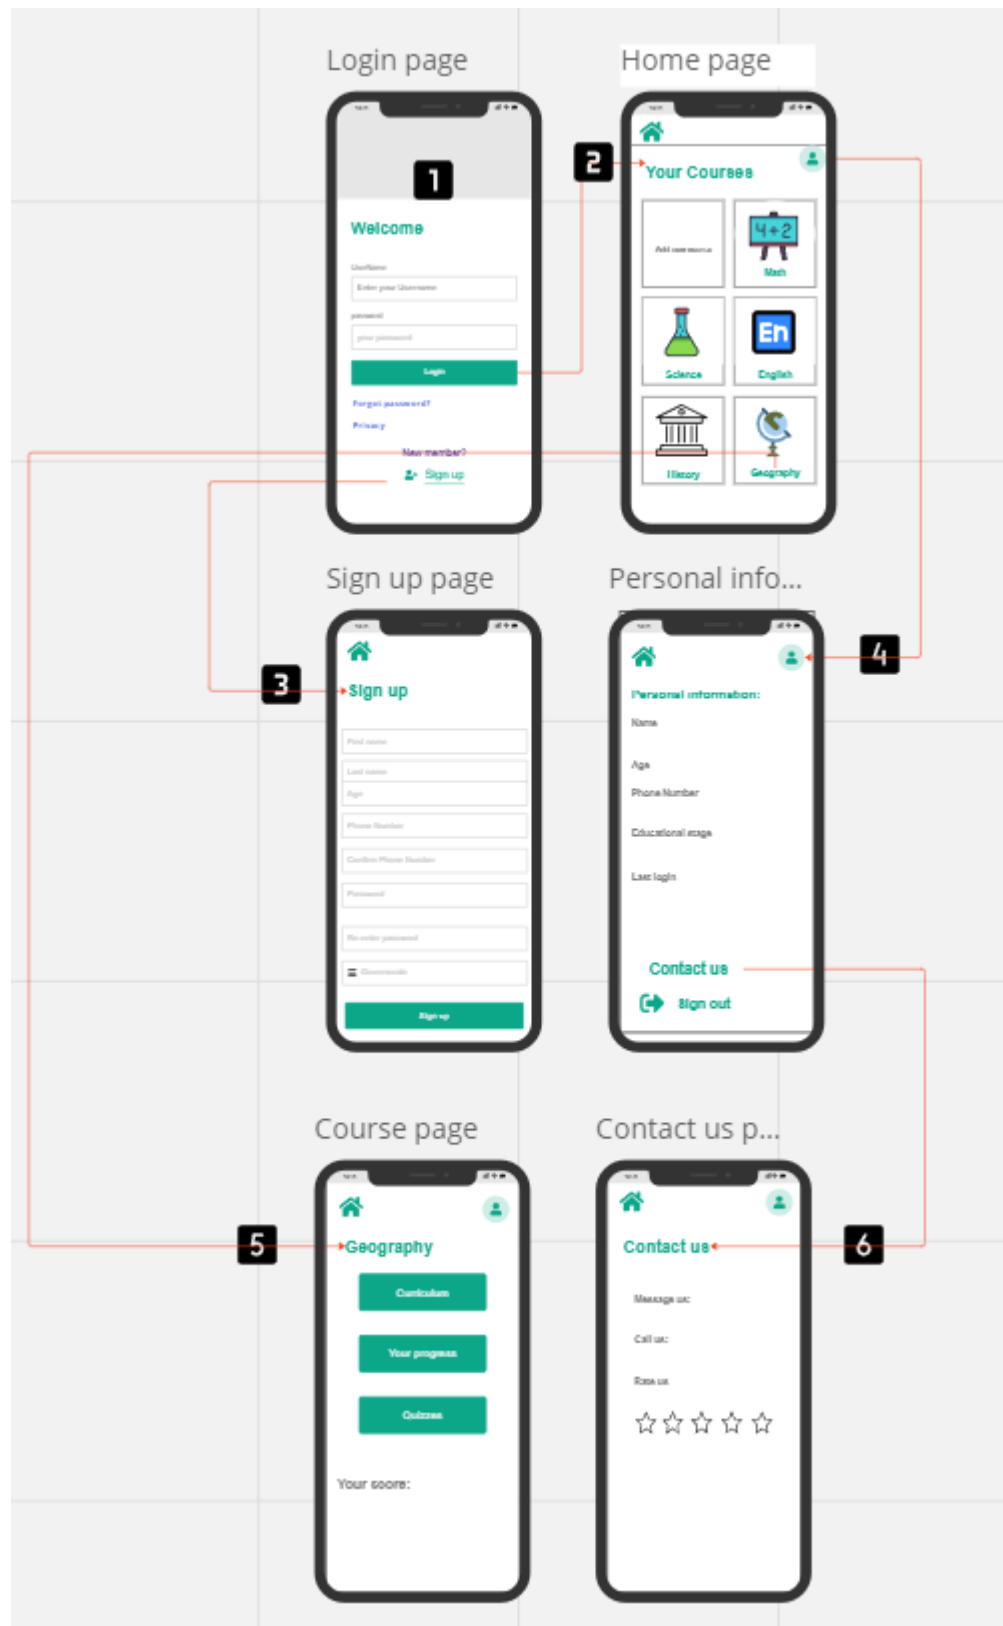 Login page
1
Welcome
UserName
Enter your Username
password
your password
Login
Forgot password?
Privacy
New member?
Sign up
Home page
2
Your Courses
Add
4+2
Math
Science
En
English
History
Geography
Sign up page
3
Sign up
First name
Last name
Age
Phone Number
Confirm Phone Number
Password
Re-enter password
Sign up
Personal info...
4
Personal information:
Name
Age
Phone Number
Educational stage
Last login
Contact us
Sign out
Course page
5
Geography
Curriculum
Your progress
Quizzes
Your score:
Contact us p...
6
Contact us
Message us:
Call us:
Rate us